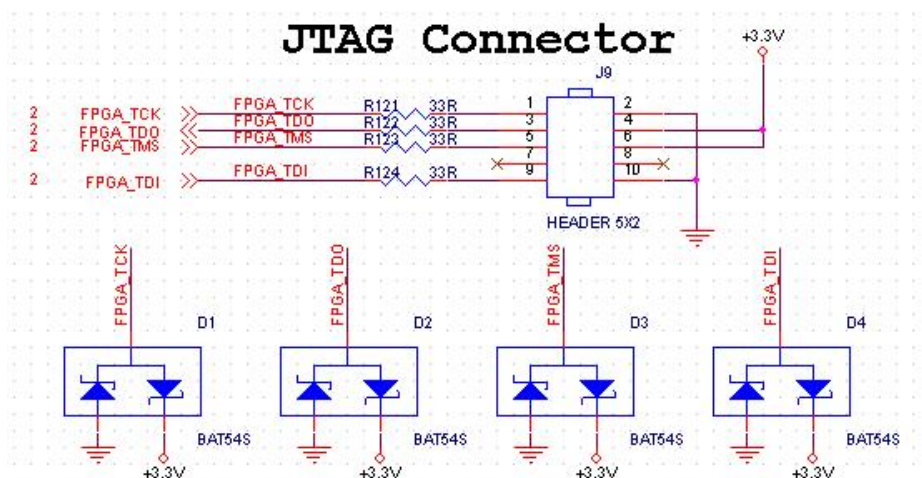 JTAG Connector
+3.3V
J9
2 FPGA_TCK FPGA_TCK R121 33R 1 2
2 FPGA_TDO FPGA_TDO R122 33R 3 4
2 FPGA_TMS FPGA_TMS R123 33R 5 6
7 8
2 FPGA_TDI FPGA_TDI R124 33R 9 10
HEADER 5X2
FPGA_TCK FPGA_TDO FPGA_TMS FPGA_TDI
D1 D2 D3 D4
BAT54S BAT54S BAT54S BAT54S
+3.3V +3.3V +3.3V +3.3V